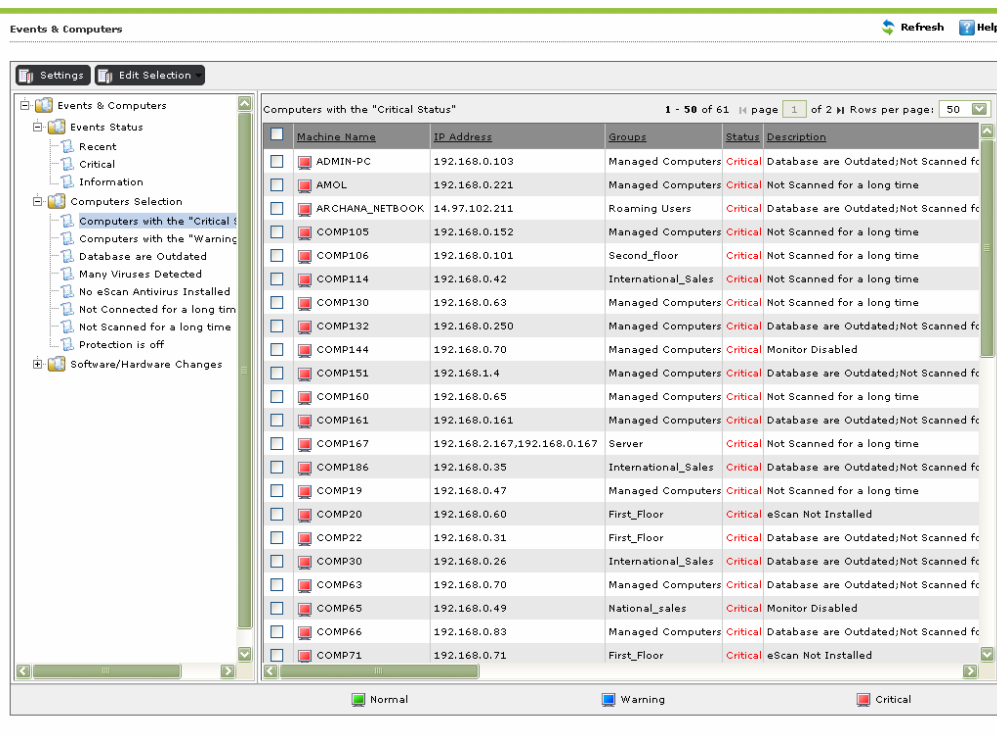 Events & Computers
Refresh
Help
Settings
Edit Selection
Events & Computers
Events Status
Recent
Critical
Information
Computers Selection
Computers with the "Critical S
Computers with the "Warning
Database are Outdated
Many Viruses Detected
No eScan Antivirus Installed
Not Connected for a long tim
Not Scanned for a long time
Protection is off
Software/Hardware Changes
Computers with the "Critical Status" 1 - 50 of 61 page 1 of 2 Rows per page: 50
Machine Name IP Address Groups Status Description
ADMIN-PC 192.168.0.103 Managed Computers Critical Database are Outdated;Not Scanned fo
AMOL 192.168.0.221 Managed Computers Critical Not Scanned for a long time
ARCHANA_NETBOOK 14.97.102.211 Roaming Users Critical Database are Outdated;Not Scanned fo
COMP105 192.168.0.152 Managed Computers Critical Not Scanned for a long time
COMP106 192.168.0.101 Second_floor Critical Not Scanned for a long time
COMP114 192.168.0.42 International_Sales Critical Not Scanned for a long time
COMP130 192.168.0.63 Managed Computers Critical Not Scanned for a long time
COMP132 192.168.0.250 Managed Computers Critical Database are Outdated;Not Scanned fo
COMP144 192.168.0.70 Managed Computers Critical Monitor Disabled
COMP151 192.168.1.4 Managed Computers Critical Database are Outdated;Not Scanned fo
COMP160 192.168.0.65 Managed Computers Critical Not Scanned for a long time
COMP161 192.168.0.161 Managed Computers Critical Database are Outdated;Not Scanned fo
COMP167 192.168.2.167,192.168.0.167 Server Critical Not Scanned for a long time
COMP186 192.168.0.35 International_Sales Critical Database are Outdated;Not Scanned fo
COMP19 192.168.0.47 Managed Computers Critical Not Scanned for a long time
COMP20 192.168.0.60 First_Floor Critical eScan Not Installed
COMP22 192.168.0.31 First_Floor Critical Database are Outdated;Not Scanned fo
COMP30 192.168.0.26 International_Sales Critical Database are Outdated;Not Scanned fo
COMP63 192.168.0.70 Managed Computers Critical Database are Outdated;Not Scanned fo
COMP65 192.168.0.49 National_sales Critical Monitor Disabled
COMP66 192.168.0.83 Managed Computers Critical Database are Outdated;Not Scanned fo
COMP71 192.168.0.71 First_Floor Critical eScan Not Installed
Normal Warning Critical